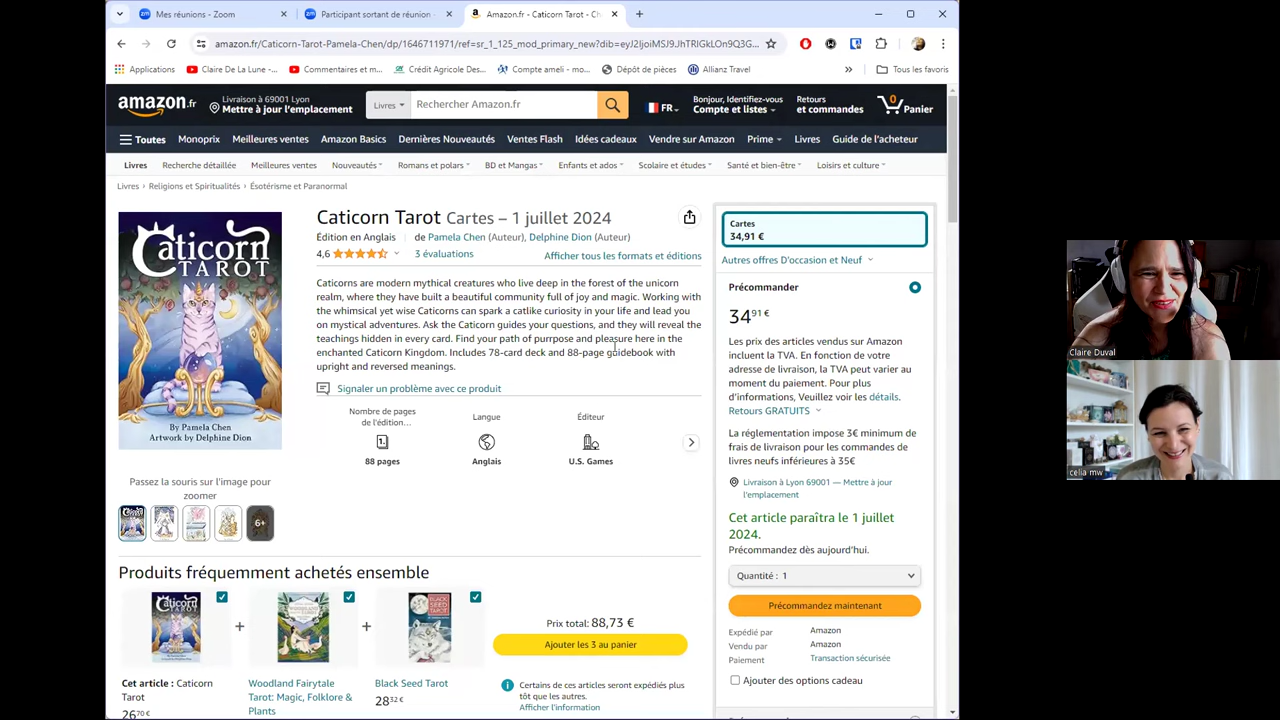 Mes réunions - Zoom
Participant sortant de réunion -
Amazon.fr - Caticorn Tarot - Ch
amazon.fr/Caticorn-Tarot-Pamela-Chen/dp/1646711971/ref=sr_1_125_mod_primary_new?dib=
Applications
Claire De La Lune -...
Commentaires et m...
Crédit Agricole Des...
Compte ameli - mo...
Dépôt de pièces
Allianz Travel
»
Tous les favoris
amazon.fr
Livraison à 69001 Lyon
Mettre à jour l'emplacement
Livres
Rechercher Amazon.fr
FR
Bonjour, Identifiez-vous
Compte et listes
Retours
et commandes
0
Panier
Toutes
Monoprix
Meilleures ventes
Amazon Basics
Dernières Nouveautés
Ventes Flash
Idées cadeaux
Vendre sur Amazon
Prime
Livres
Guide de l'acheteur
Livres
Recherche détaillée
Meilleures ventes
Nouveautés
Romans et polars
BD et Mangas
Enfants et ados
Scolaire et études
Santé et bien-être
Loisirs et culture
Livres › Religions et Spiritualités › Ésotérisme et Paranormal
Caticorn
TAROT
By Pamela Chen
Artwork by Delphine Dion
Passez la souris sur l'image pour
zoomer
6+
Caticorn Tarot Cartes – 1 juillet 2024
Édition en Anglais
de Pamela Chen (Auteur), Delphine Dion (Auteur)
4,6
3 évaluations
Afficher tous les formats et éditions
Caticorns are modern mythical creatures who live deep in the forest of the unicorn
realm, where they have built a beautiful community full of joy and magic. Working with
the whimsical yet wise Caticorns can spark a catlike curiosity in your life and lead you
on mystical adventures. Ask the Caticorn guides your questions, and they will reveal the
teachings hidden in every card. Find your path of purrpose and pleasure here in the
enchanted Caticorn Kingdom. Includes 78-card deck and 88-page guidebook with
upright and reversed meanings.
Signaler un problème avec ce produit
Nombre de pages
de l'édition...
88 pages
Langue
Anglais
Éditeur
U.S. Games
Cartes
34,91 €
Autres offres D'occasion et Neuf
Précommander
34 91 €
Les prix des articles vendus sur Amazon
incluent la TVA. En fonction de votre
adresse de livraison, la TVA peut varier au
moment du paiement. Pour plus
d'informations, Veuillez voir les détails.
Retours GRATUITS
La réglementation impose 3€ minimum de
frais de livraison pour les commandes de
livres neufs inférieures à 35€
Livraison à Lyon 69001 — Mettre à jour
l'emplacement
Cet article paraîtra le 1 juillet
2024.
Précommandez dès aujourd'hui.
Quantité : 1
Précommandez maintenant
Expédié par
Amazon
Vendu par
Amazon
Paiement
Transaction sécurisée
Ajouter des options cadeau
Produits fréquemment achetés ensemble
Caticorn
TAROT
+
+
BLACK
SEED
TAROT
Prix total: 88,73 €
Ajouter les 3 au panier
Certains de ces articles seront expédiés plus
tôt que les autres.
Afficher l'information
Cet article : Caticorn
Tarot
26 70 €
Woodland Fairytale
Tarot: Magic, Folklore &
Plants
Black Seed Tarot
28 32 €
Claire Duval
celia mw